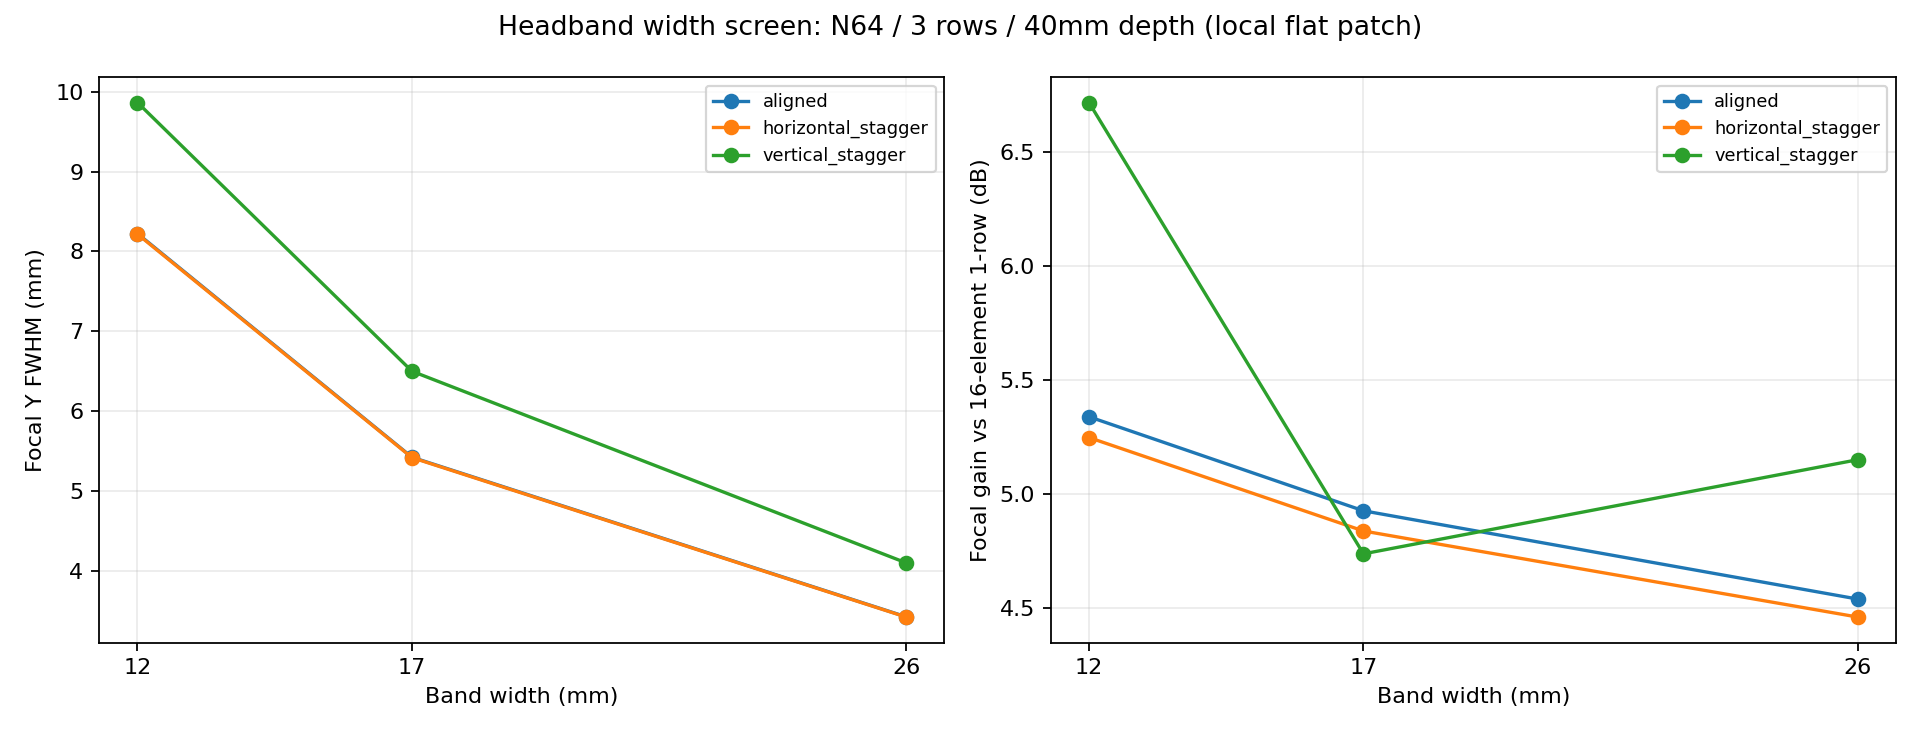 Headband width screen: N64 / 3 rows / 40mm depth (local flat patch)
Focal Y FWHM (mm)
10
9
8
7
6
5
4
aligned
horizontal_stagger
vertical_stagger
12
17
26
Band width (mm)
Focal gain vs 16-element 1-row (dB)
6.5
6.0
5.5
5.0
4.5
aligned
horizontal_stagger
vertical_stagger
12
17
26
Band width (mm)